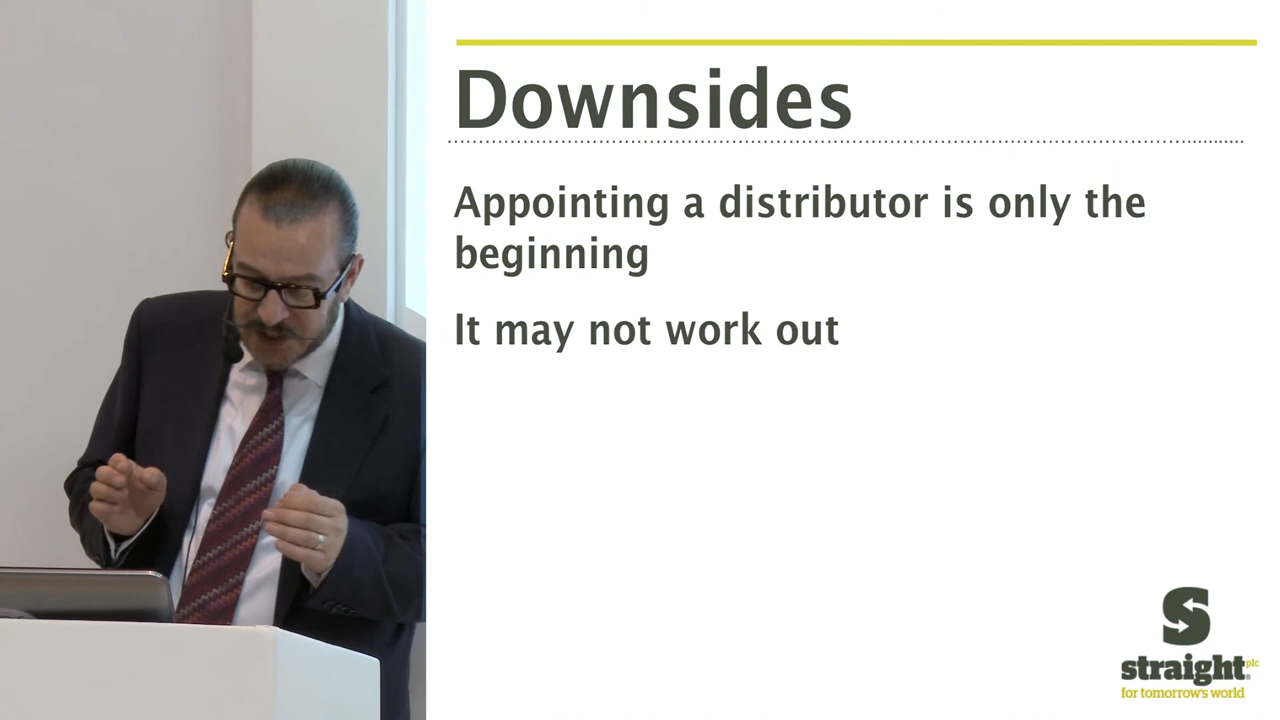 Downsides
Appointing a distributor is only the
beginning
It may not work out
straight plc
for tomorrow's world